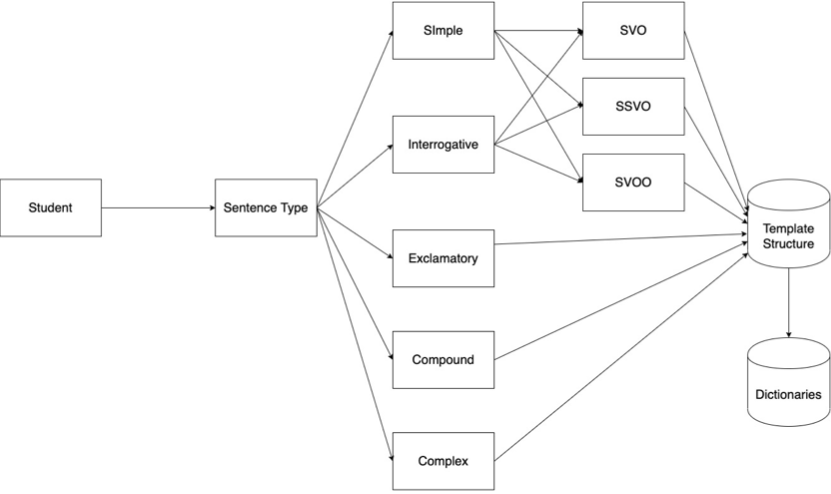 SImple
SVO
SSVO
Interrogative
SVOO
Student
Sentence Type
Template
Structure
Exclamatory
Compound
Dictionaries
Complex